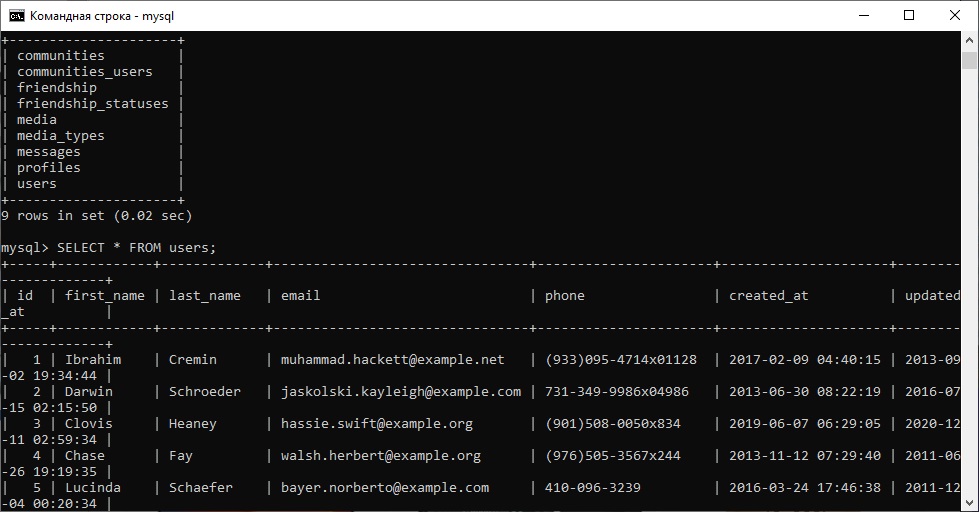 Командная строка - mysql
+---------------------+
| communities         |
| communities_users   |
| friendship          |
| friendship_statuses |
| media               |
| media_types         |
| messages            |
| profiles            |
| users               |
+---------------------+
9 rows in set (0.02 sec)
mysql> SELECT * FROM users;
+-----+------------+-------------+--------------------------------+----------------------+---------------------+--------
-------------+
| id  | first_name | last_name   | email                          | phone                | created_at          | updated
_at          |
+-----+------------+-------------+--------------------------------+----------------------+---------------------+--------
-------------+
|   1 | Ibrahim    | Cremin      | muhammad.hackett@example.net   | (933)095-4714x01128  | 2017-02-09 04:40:15 | 2013-09
-02 19:34:44 |
|   2 | Darwin     | Schroeder   | jaskolski.kayleigh@example.com | 731-349-9986x04986   | 2013-06-30 08:22:19 | 2016-07
-15 02:15:50 |
|   3 | Clovis     | Heaney      | hassie.swift@example.org       | (901)508-0050x834    | 2019-06-07 06:29:05 | 2020-12
-11 02:59:34 |
|   4 | Chase      | Fay         | walsh.herbert@example.org      | (976)505-3567x244    | 2013-11-12 07:29:40 | 2011-06
-26 19:19:35 |
|   5 | Lucinda    | Schaefer    | bayer.norberto@example.com     | 410-096-3239         | 2016-03-24 17:46:38 | 2011-12
-04 00:20:34 |